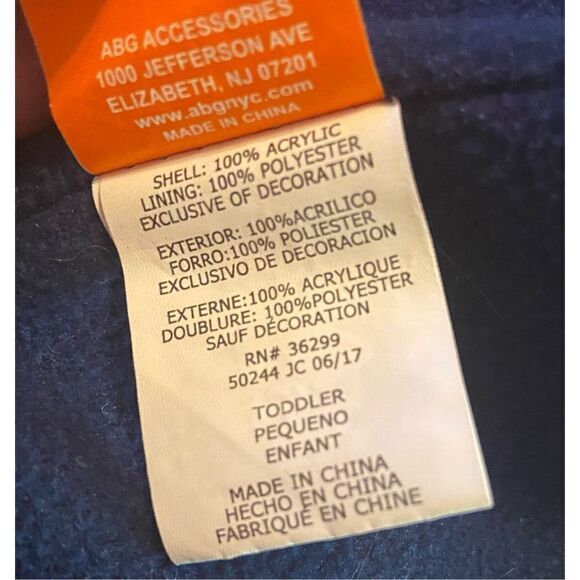 ABG ACCESSORIES
1000 JEFFERSON AVE
ELIZABETH, NJ 07201
www.abgnyc.com
MADE IN CHINA
SHELL: 100% ACRYLIC
LINING: 100% POLYESTER
EXCLUSIVE OF DECORATION
EXTERIOR: 100%ACRILICO
FORRO:100% POLIESTER
EXCLUSIVO DE DECORACION
EXTERNE:100% ACRYLIQUE
DOUBLURE: 100%POLYESTER
SAUF DÉCORATION
RN# 36299
50244 JC 06/17
TODDLER
PEQUENO
ENFANT
MADE IN CHINA
HECHO EN CHINA
FABRIQUÉ EN CHINE